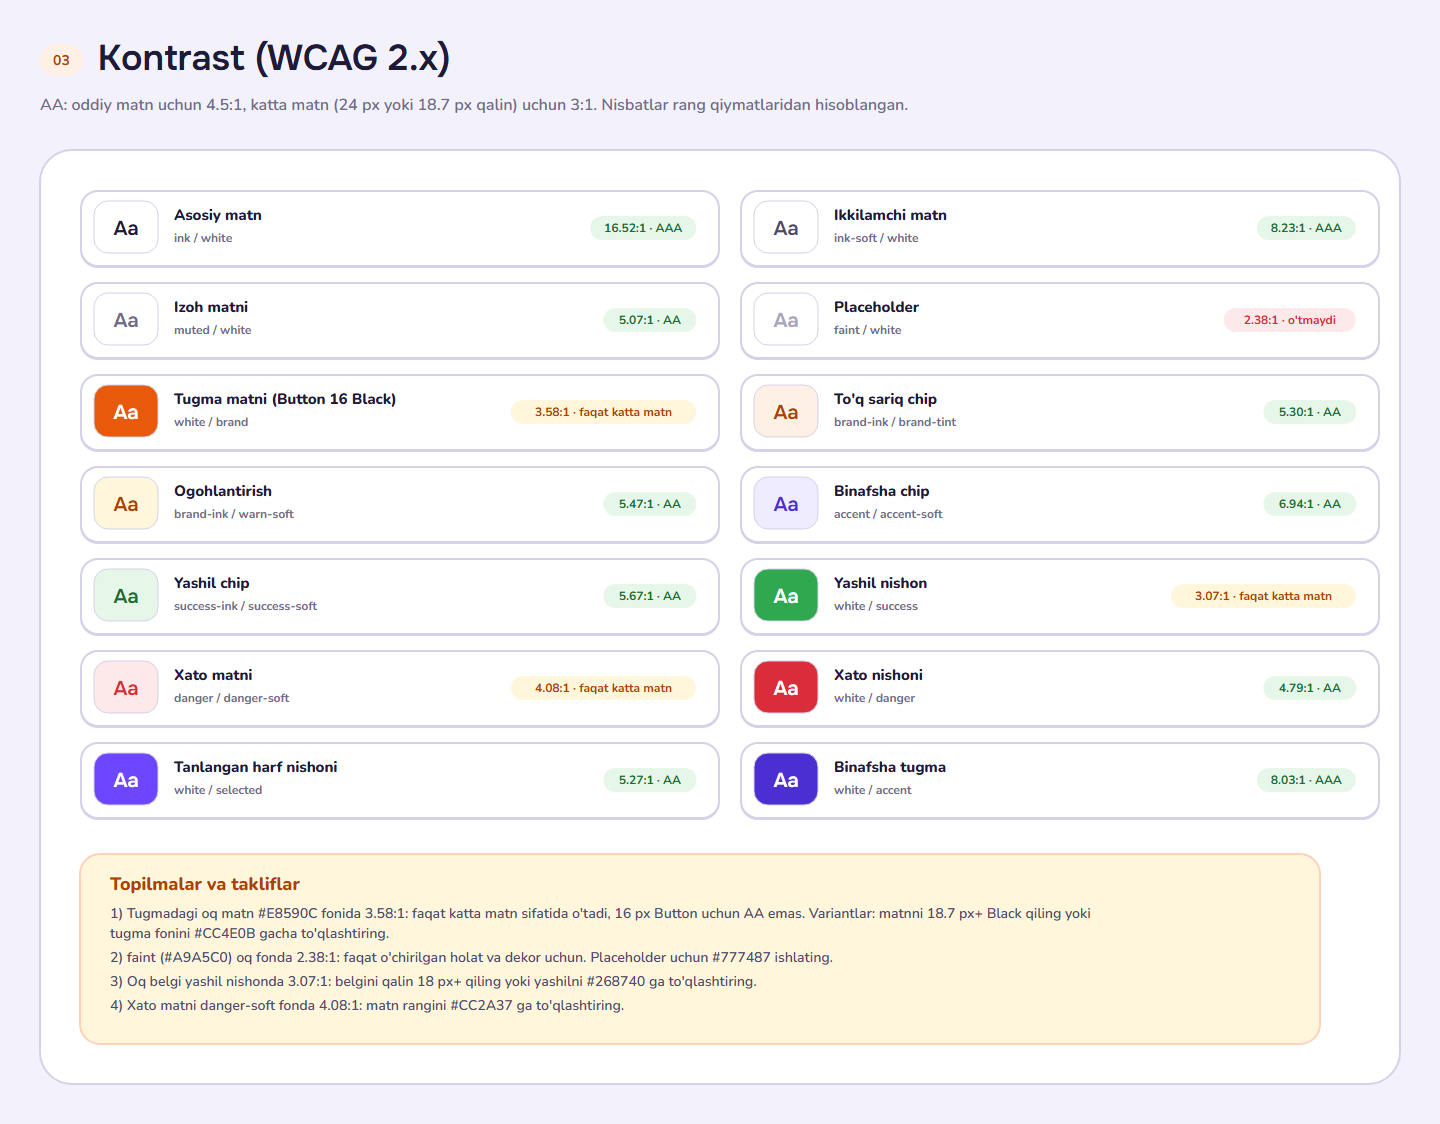 03
Kontrast (WCAG 2.x)
AA: oddiy matn uchun 4.5:1, katta matn (24 px yoki 18.7 px qalin) uchun 3:1. Nisbatlar rang qiymatlaridan hisoblangan.
Aa
Asosiy matn
ink / white
16.52:1 · AAA
Aa
Ikkilamchi matn
ink-soft / white
8.23:1 · AAA
Aa
Izoh matni
muted / white
5.07:1 · AA
Aa
Placeholder
faint / white
2.38:1 · o'tmaydi
Aa
Tugma matni (Button 16 Black)
white / brand
3.58:1 · faqat katta matn
Aa
To'q sariq chip
brand-ink / brand-tint
5.30:1 · AA
Aa
Ogohlantirish
brand-ink / warn-soft
5.47:1 · AA
Aa
Binafsha chip
accent / accent-soft
6.94:1 · AA
Aa
Yashil chip
success-ink / success-soft
5.67:1 · AA
Aa
Yashil nishon
white / success
3.07:1 · faqat katta matn
Aa
Xato matni
danger / danger-soft
4.08:1 · faqat katta matn
Aa
Xato nishoni
white / danger
4.79:1 · AA
Aa
Tanlangan harf nishoni
white / selected
5.27:1 · AA
Aa
Binafsha tugma
white / accent
8.03:1 · AAA
Topilmalar va takliflar
1) Tugmadagi oq matn #E8590C fonida 3.58:1: faqat katta matn sifatida o'tadi, 16 px Button uchun AA emas. Variantlar: matnni 18.7 px+ Black qiling yoki
tugma fonini #CC4E0B gacha to'qlashtiring.
2) faint (#A9A5C0) oq fonda 2.38:1: faqat o'chirilgan holat va dekor uchun. Placeholder uchun #777487 ishlating.
3) Oq belgi yashil nishonda 3.07:1: belgini qalin 18 px+ qiling yoki yashilni #268740 ga to'qlashtiring.
4) Xato matni danger-soft fonda 4.08:1: matn rangini #CC2A37 ga to'qlashtiring.